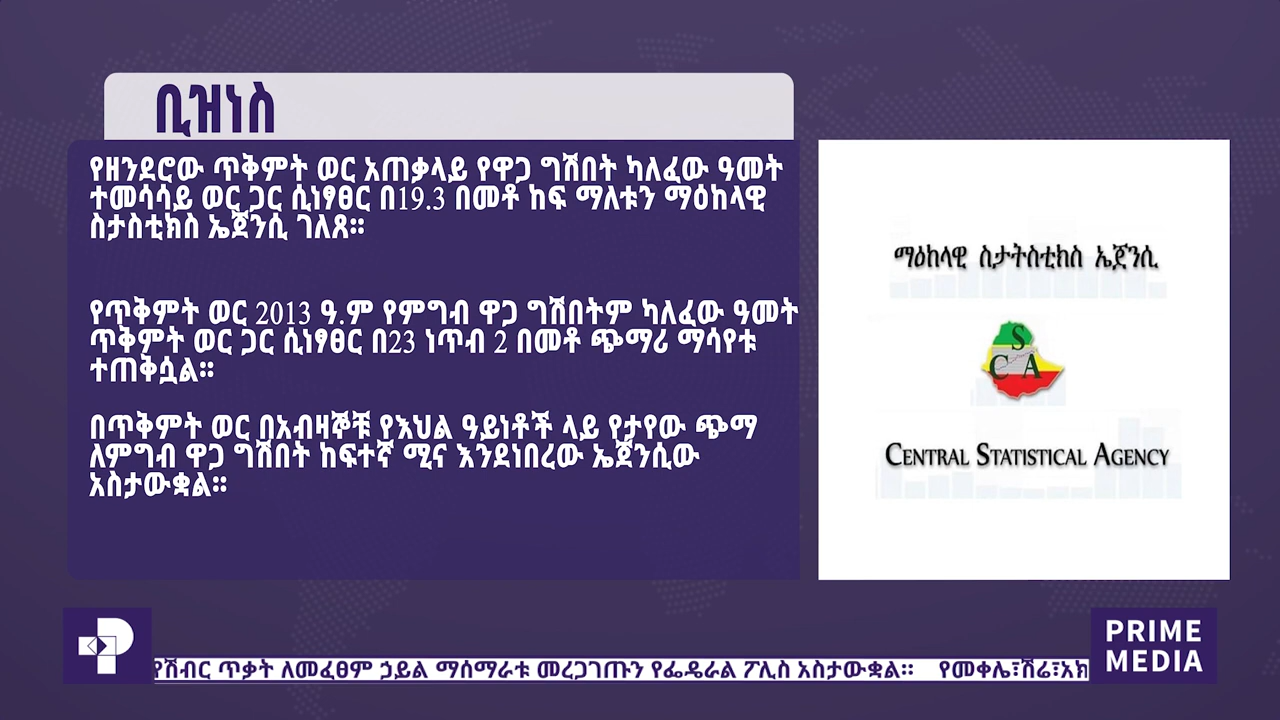 ቢዝነስ
የዘንድሮው ጥቅምት ወር አጠቃላይ የዋጋ ግሽበት ካለፈው ዓመት
ተመሳሳይ ወር ጋር ሲነፃፀር በ19.3 በመቶ ከፍ ማለቱን ማዕከላዊ
ስታስቲክስ ኤጀንሲ ገለጸ፡፡
የጥቅምት ወር 2013 ዓ.ም የምግብ ዋጋ ግሽበትም ካለፈው ዓመት
ጥቅምት ወር ጋር ሲነፃፀር በ23 ነጥብ 2 በመቶ ጭማሪ ማሳየቱ
ተጠቅሷል፡፡
በጥቅምት ወር በአብዛኞቹ የእህል ዓይነቶች ላይ የታየው ጭማ
ለምግብ ዋጋ ግሽበት ከፍተኛ ሚና እንደነበረው ኤጀንሲው
አስታውቋል፡፡
ማዕከላዊ ስታትስቲክስ ኤጀንሲ
S
C A
CENTRAL STATISTICAL AGENCY
የሽብር ጥቃት ለመፈፀም ኃይል ማሰማራቱ መረጋገጡን የፌዴራል ፖሊስ አስታውቋል። የመቀሌ፣ሽሬ፣አክ
PRIME
MEDIA